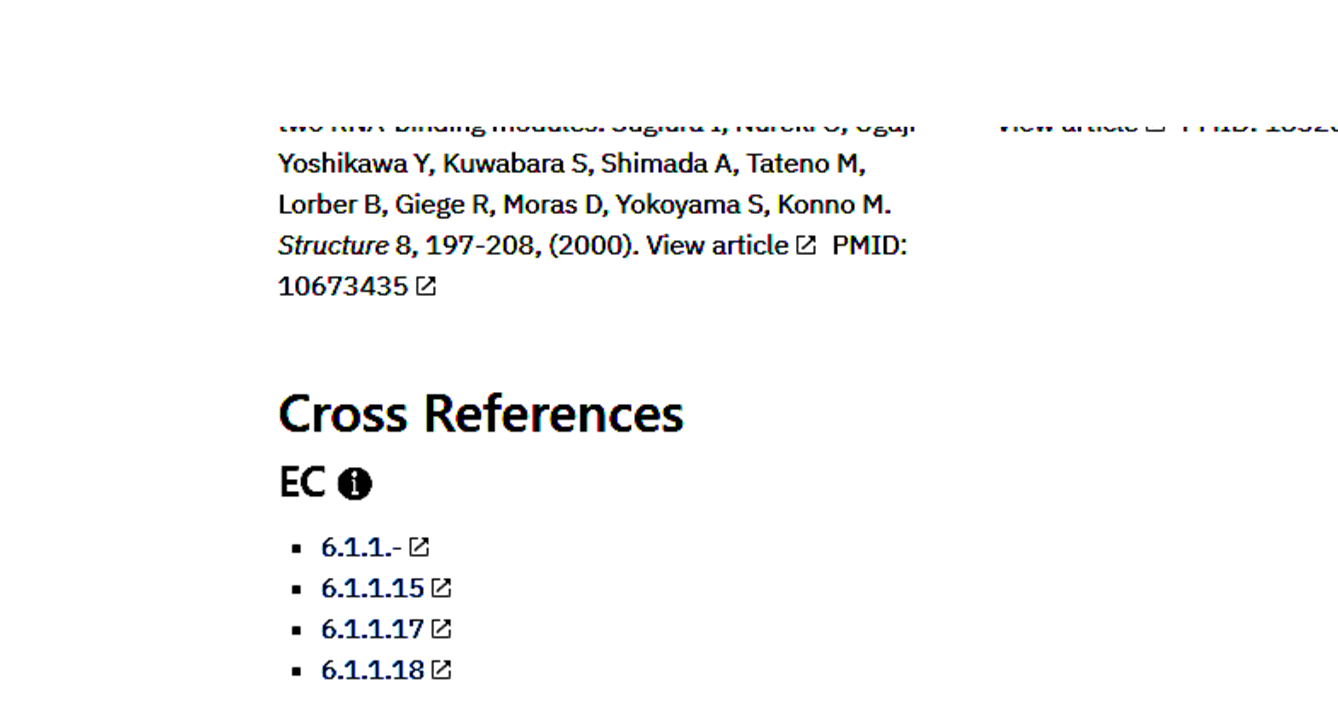 two RNA-binding modules. Sugiura I, Nureki O, Ugaji
View article PMID:
Yoshikawa Y, Kuwabara S, Shimada A, Tateno M,
Lorber B, Giege R, Moras D, Yokoyama S, Konno M.
Structure 8, 197-208, (2000). View article PMID:
10673435
Cross References
EC
6.1.1.-
6.1.1.15
6.1.1.17
6.1.1.18